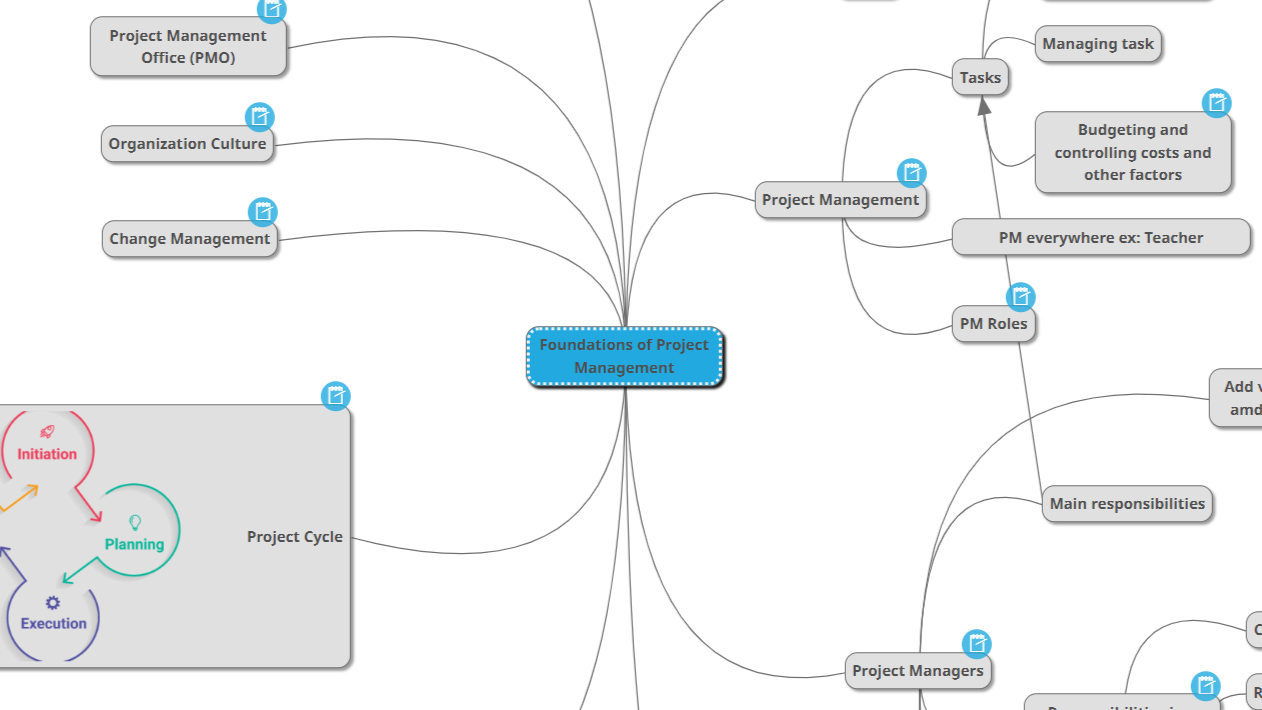 Project Management
Office (PMO)
Organization Culture
Change Management
Initiation
Planning
Execution
Project Cycle
Foundations of Project
Management
Managing task
Tasks
Budgeting and
controlling costs and
other factors
Project Management
PM everywhere ex: Teacher
PM Roles
Add
amd
Main responsibilities
Project Managers